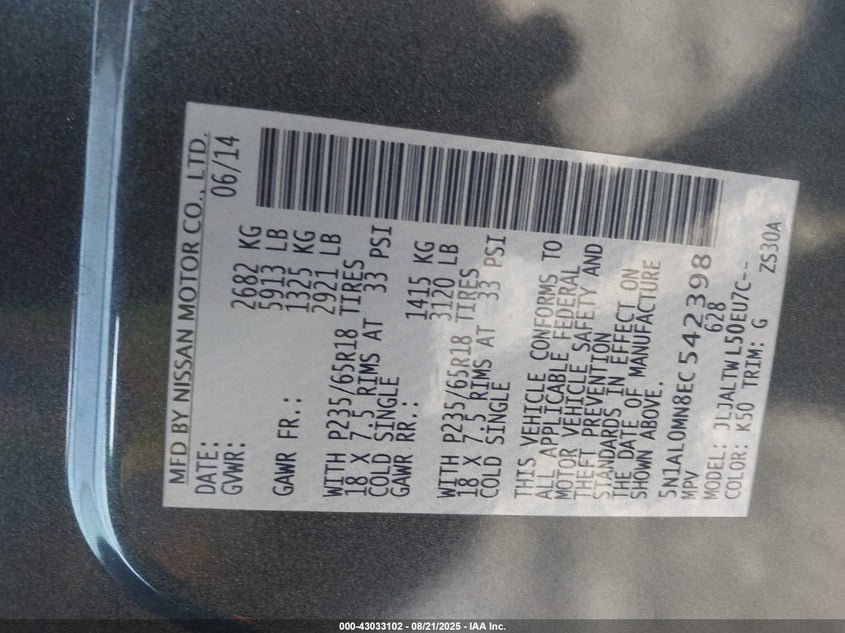 MFD BY NISSAN MOTOR CO., LTD.
DATE: 06/14
GVWR: 2682 KG
5913 LB
GAWR FR.: 1325 KG
2921 LB
WITH P235/65R18 TIRES
18 X 7.5 RIMS AT 33 PSI
COLD SINGLE
GAWR RR.: 1415 KG
3120 LB
WITH P235/65R18 TIRES
18 X 7.5 RIMS AT 33 PSI
COLD SINGLE
THIS VEHICLE CONFORMS TO
ALL APPLICABLE FEDERAL
MOTOR VEHICLE SAFETY AND
THEFT PREVENTION
STANDARDS IN EFFECT ON
THE DATE OF MANUFACTURE
SHOWN ABOVE.
5N1AL0MN8EC542398
MPV 628
MODEL: JLJALTWL50EU7C--
COLOR: K50 TRIM: G ZS30A
000-43033102 - 08/21/2025 - IAA Inc.